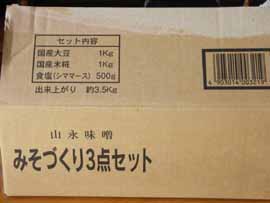 セット内容
国産大豆 1Kg
国産米糀 1Kg
食塩(シママース) 500g
出来上がり 約3.5Kg
山永味噌
みそづくり3点セット